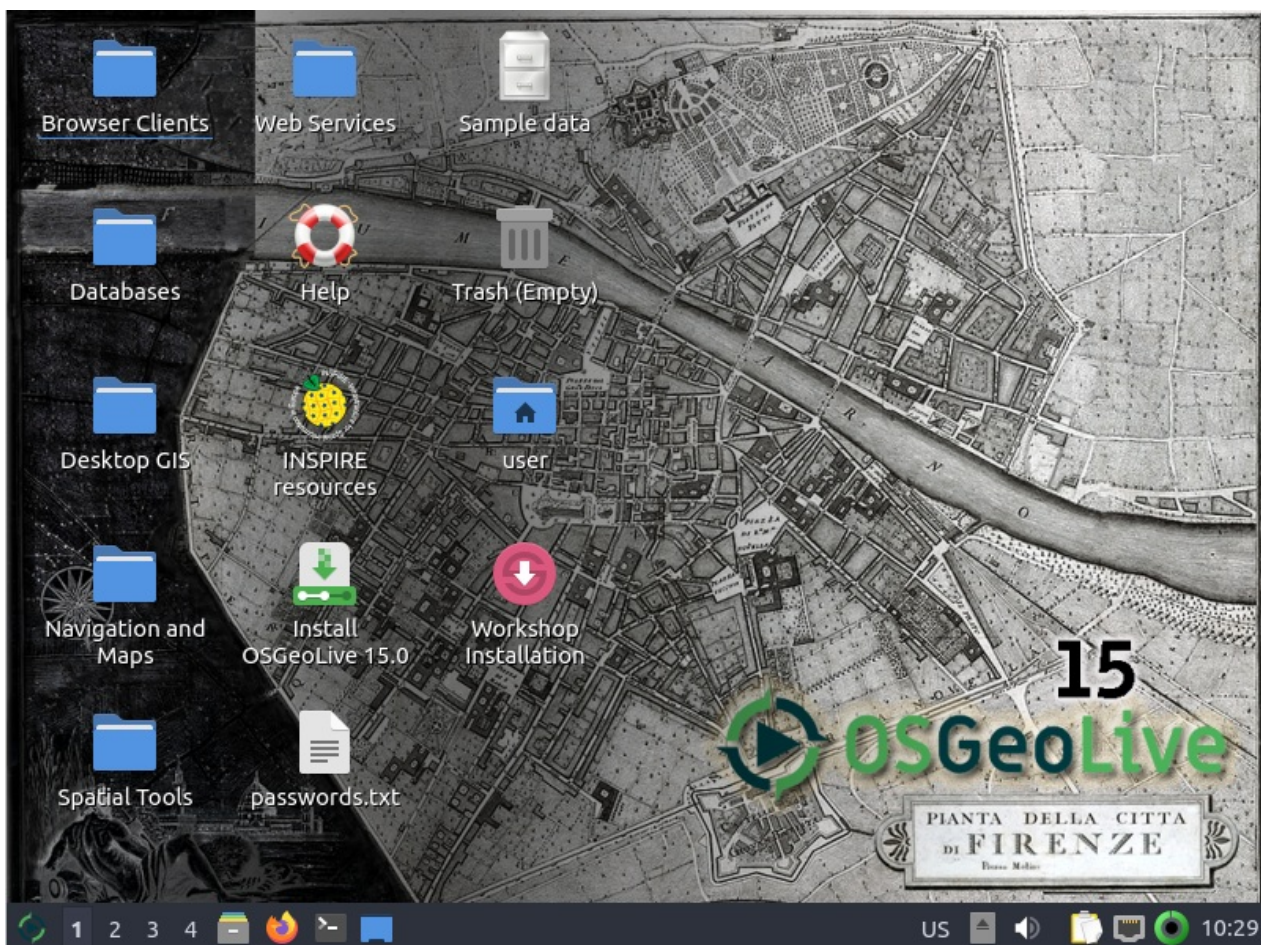 Browser Clients
Web Services
Sample data
Databases
Help
Trash (Empty)
Desktop GIS
INSPIRE
resources
user
Navigation and
Maps
Install
OSGeoLive 15.0
Workshop
Installation
Spatial Tools
passwords.txt
15
OSGeoLive
PIANTA DELLA CITTA
DI FIRENZE
A R N O
1 2 3 4
US
10:29